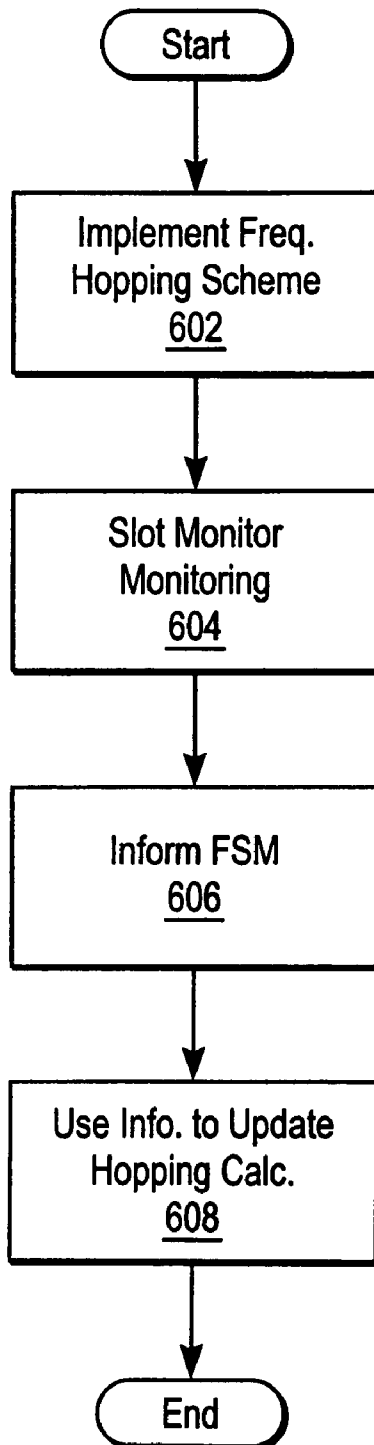 Start
Implement Freq.
Hopping Scheme
602
Slot Monitor
Monitoring
604
Inform FSM
606
Use Info. to Update
Hopping Calc.
608
End